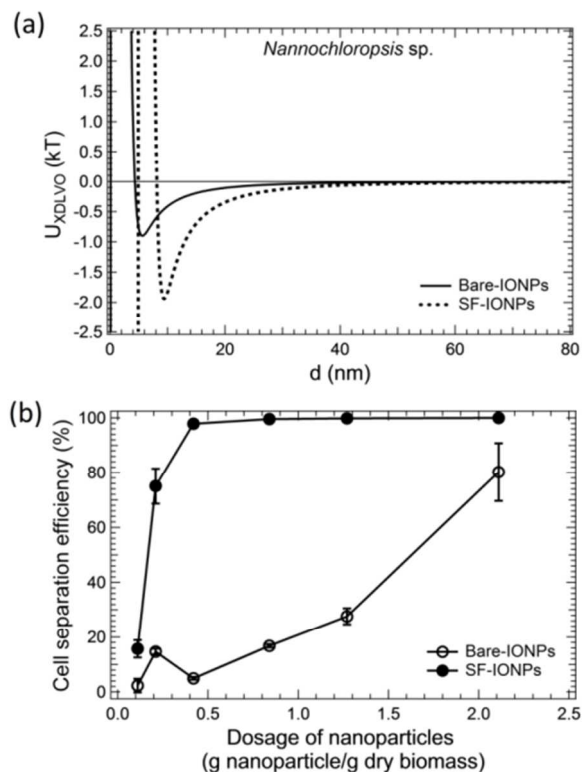 (a)
Nannochloropsis sp.
2.5
2.0
1.5
1.0
0.5
0.0
-0.5
-1.0
-1.5
-2.0
-2.5
U_XDLVO (kT)
Bare-IONPs
SF-IONPs
0
20
40
60
80
d (nm)
(b)
100
80
60
40
20
0
Cell separation efficiency (%)
Bare-IONPs
SF-IONPs
0.0
0.5
1.0
1.5
2.0
2.5
Dosage of nanoparticles
(g nanoparticle/g dry biomass)